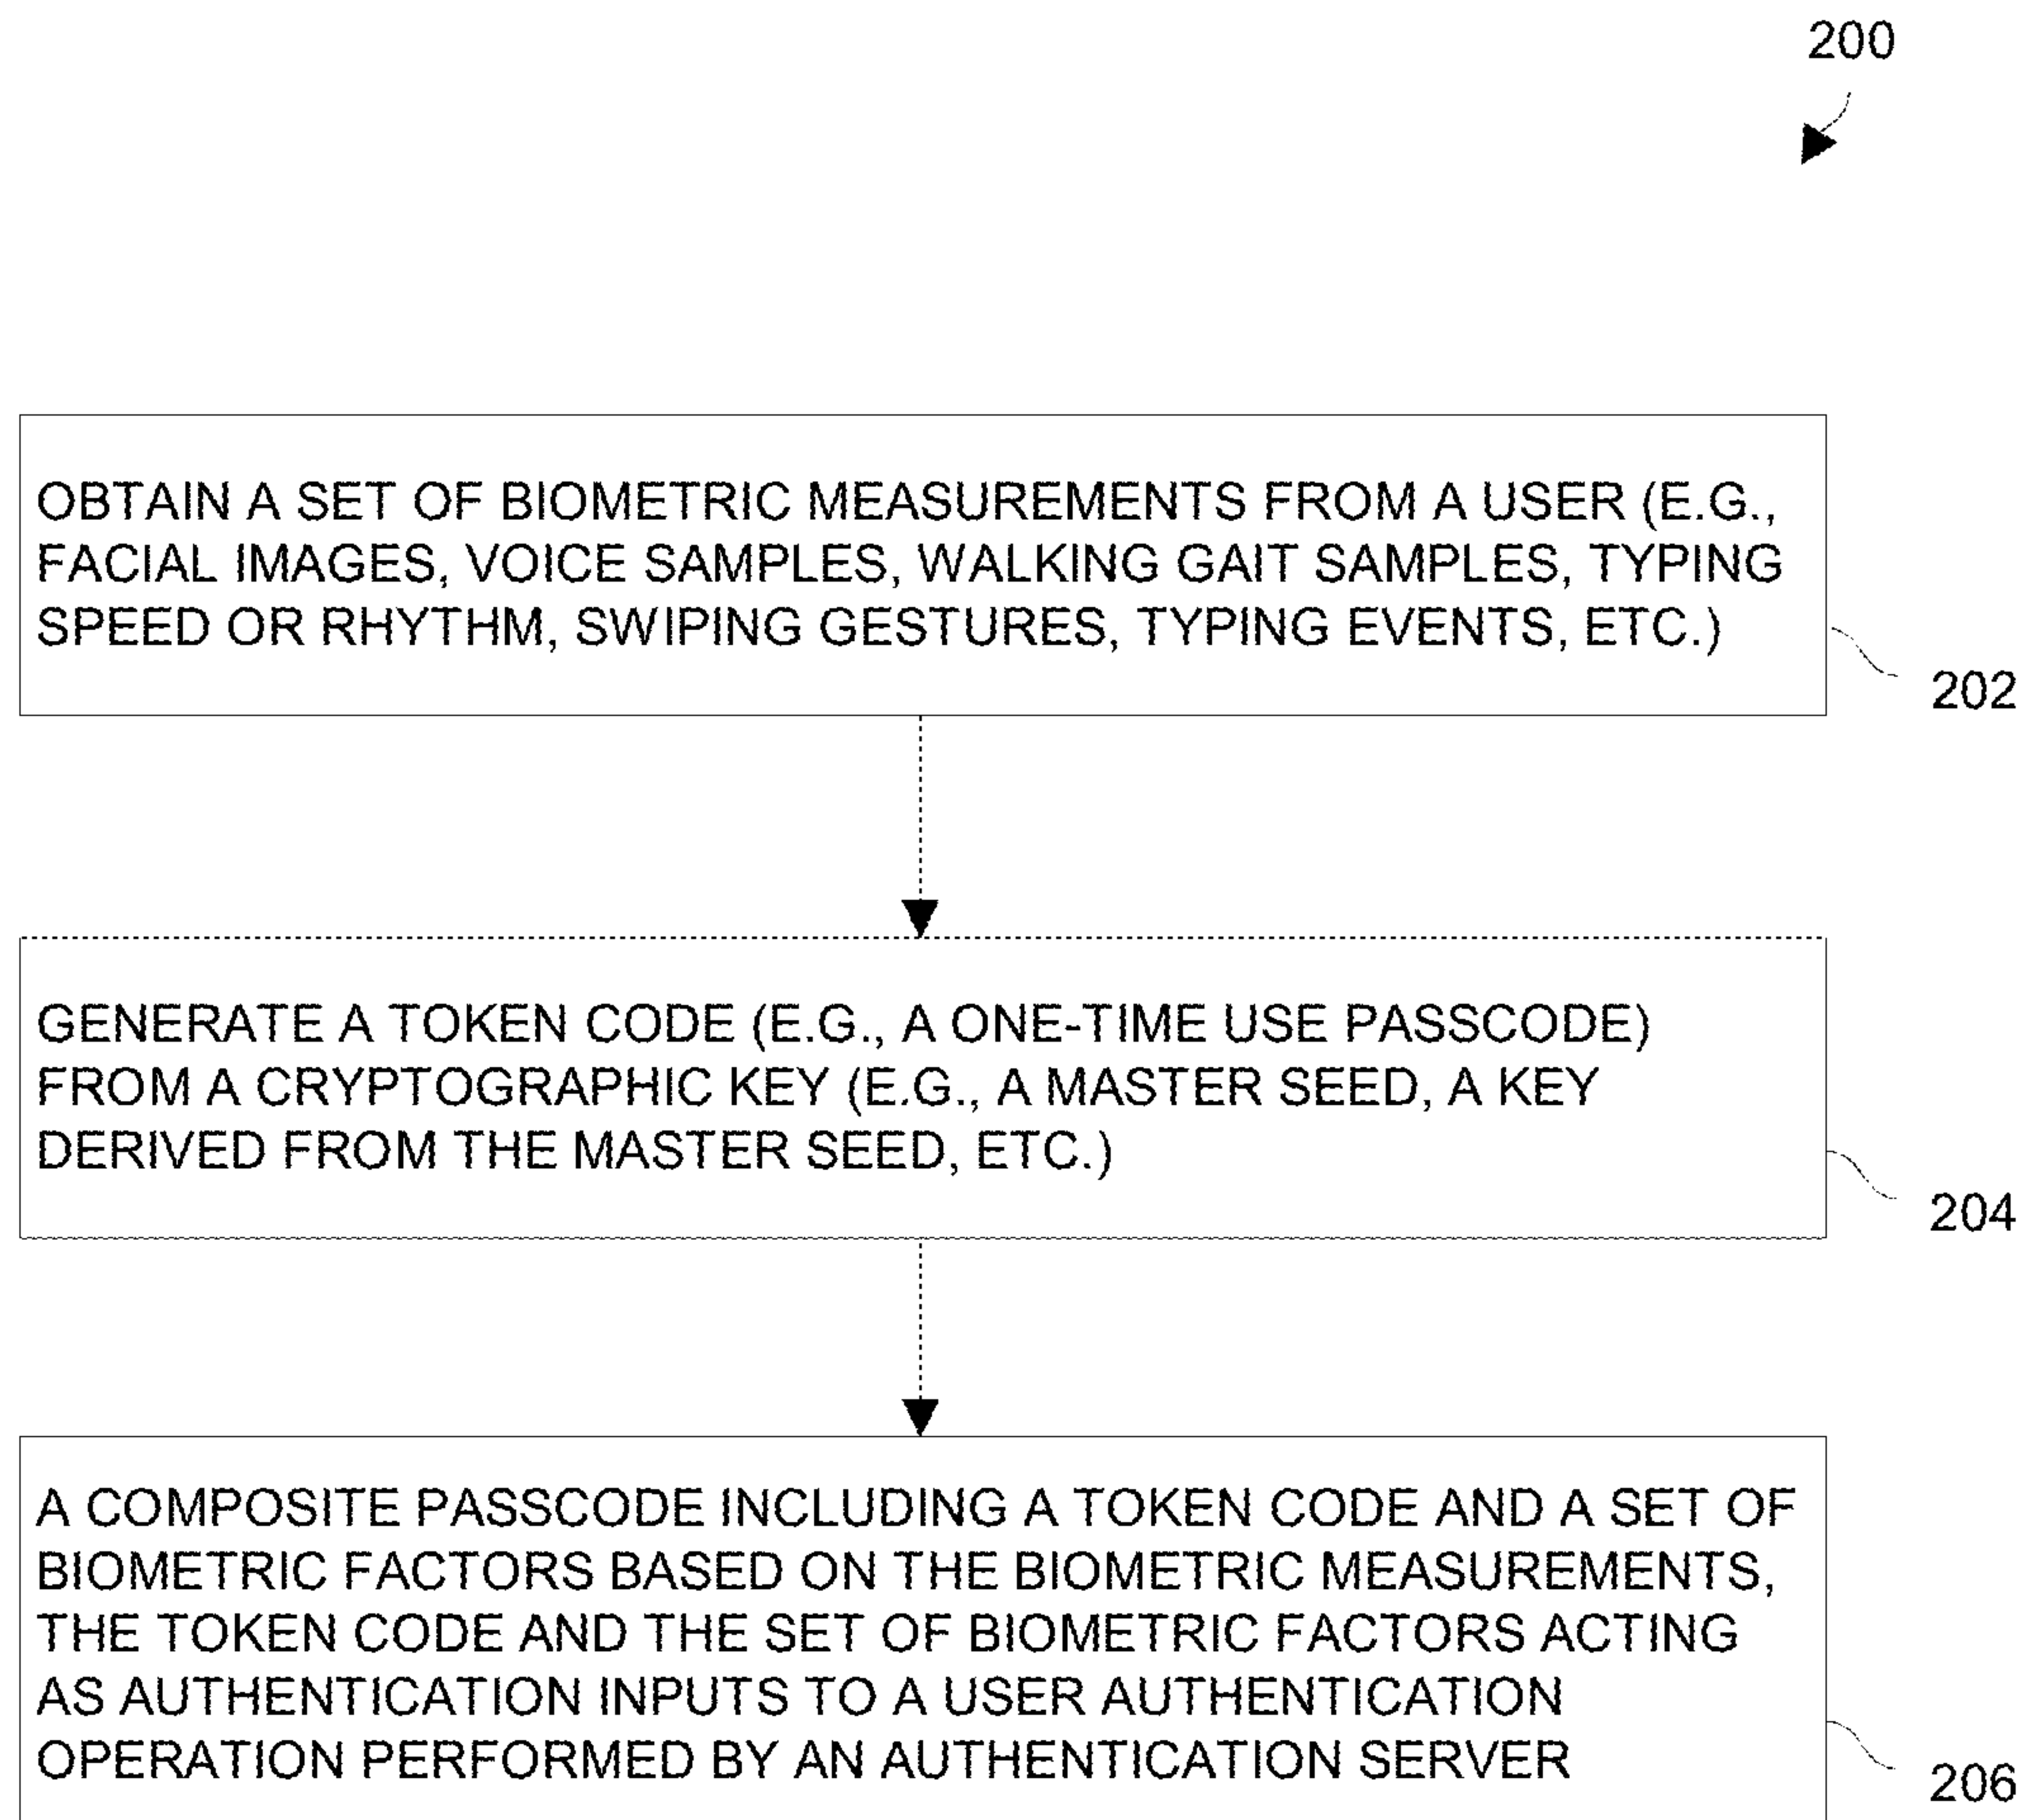 200
OBTAIN A SET OF BIOMETRIC MEASUREMENTS FROM A USER (E.G.,
FACIAL IMAGES, VOICE SAMPLES, WALKING GAIT SAMPLES, TYPING
SPEED OR RHYTHM, SWIPING GESTURES, TYPING EVENTS, ETC.)
202
GENERATE A TOKEN CODE (E.G., A ONE-TIME USE PASSCODE)
FROM A CRYPTOGRAPHIC KEY (E.G., A MASTER SEED, A KEY
DERIVED FROM THE MASTER SEED, ETC.)
204
A COMPOSITE PASSCODE INCLUDING A TOKEN CODE AND A SET OF
BIOMETRIC FACTORS BASED ON THE BIOMETRIC MEASUREMENTS,
THE TOKEN CODE AND THE SET OF BIOMETRIC FACTORS ACTING
AS AUTHENTICATION INPUTS TO A USER AUTHENTICATION
OPERATION PERFORMED BY AN AUTHENTICATION SERVER
206